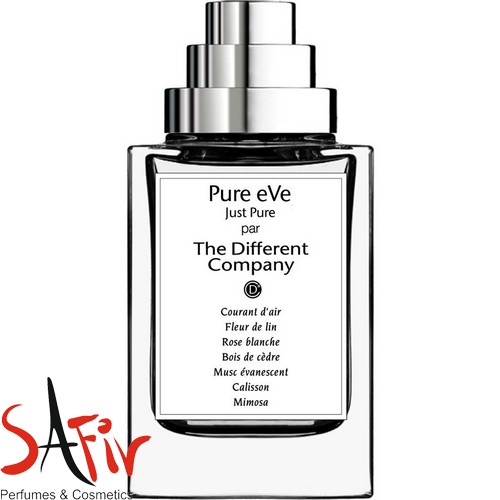 Pure eVe
Just Pure
par
The Different
Company
D
Courant d'air
Fleur de lin
Rose blanche
Bois de cèdre
Musc évanescent
Calisson
Mimosa
SAFir
Perfumes & Cosmetics